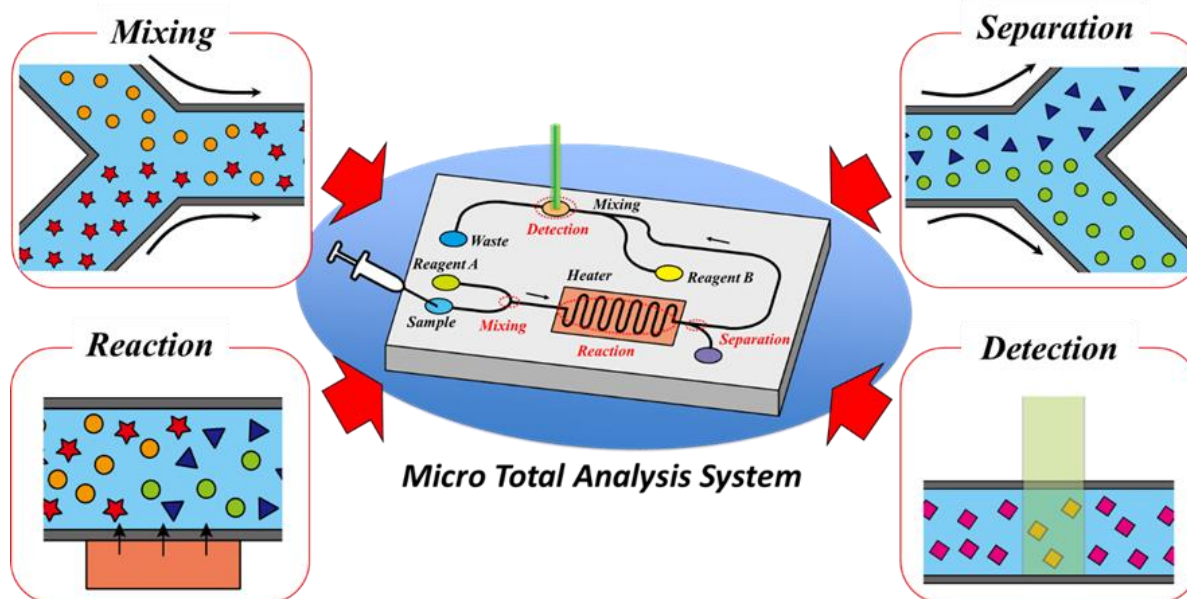 Mixing
Separation
Mixing
Detection
Waste
Reagent A
Heater
Reagent B
Sample
Mixing
Reaction
Separation
Reaction
Detection
Micro Total Analysis System